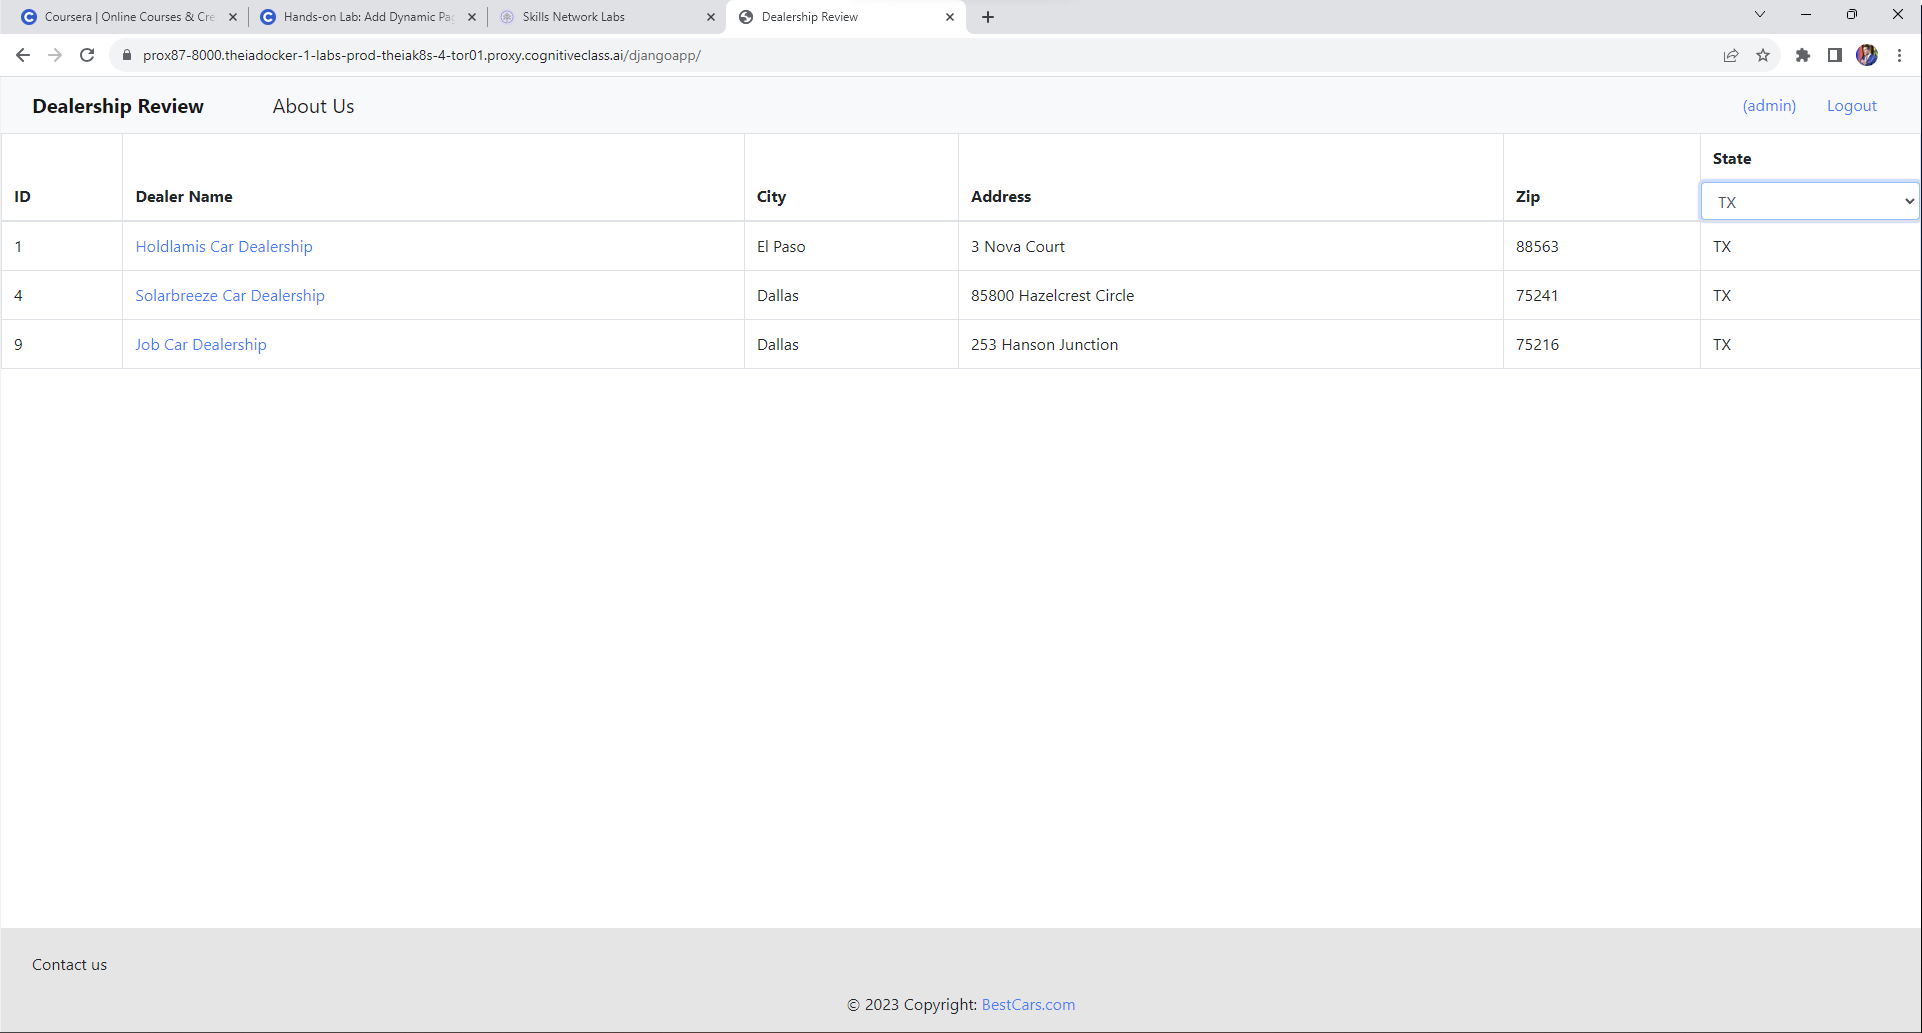 Coursera | Online Courses & Cre
Hands-on Lab: Add Dynamic Pag
Skills Network Labs
Dealership Review
prox87-8000.theiadocker-1-labs-prod-theiak8s-4-tor01.proxy.cognitiveclass.ai/djangoapp/
Dealership Review About Us (admin) Logout
State
ID Dealer Name City Address Zip
TX
1 Holdlamis Car Dealership El Paso 3 Nova Court 88563 TX
4 Solarbreeze Car Dealership Dallas 85800 Hazelcrest Circle 75241 TX
9 Job Car Dealership Dallas 253 Hanson Junction 75216 TX
Contact us
© 2023 Copyright: BestCars.com